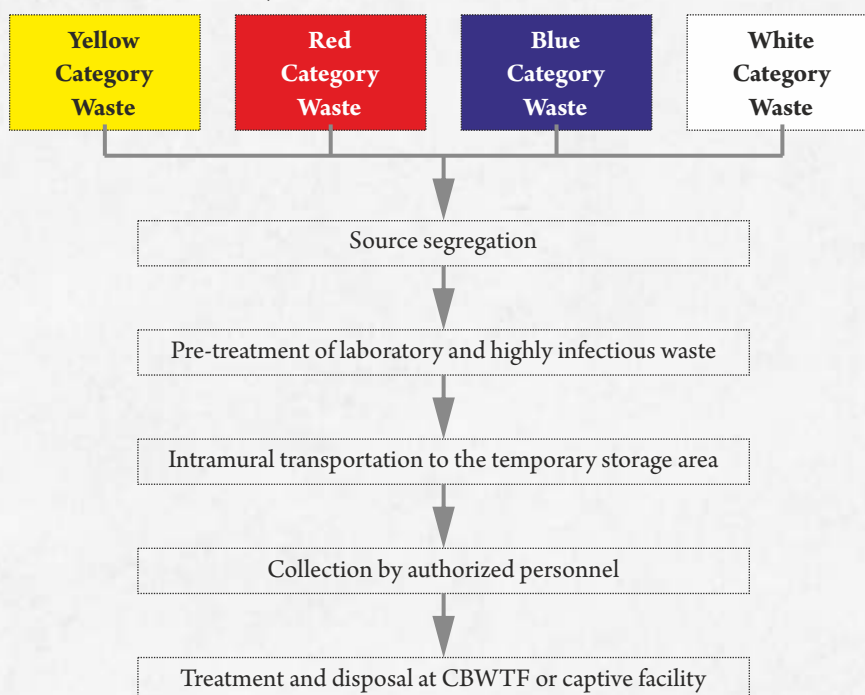 Yellow
Category
Waste
Red
Category
Waste
Blue
Category
Waste
White
Category
Waste
Source segregation
Pre-treatment of laboratory and highly infectious waste
Intramural transportation to the temporary storage area
Collection by authorized personnel
Treatment and disposal at CBWTF or captive facility